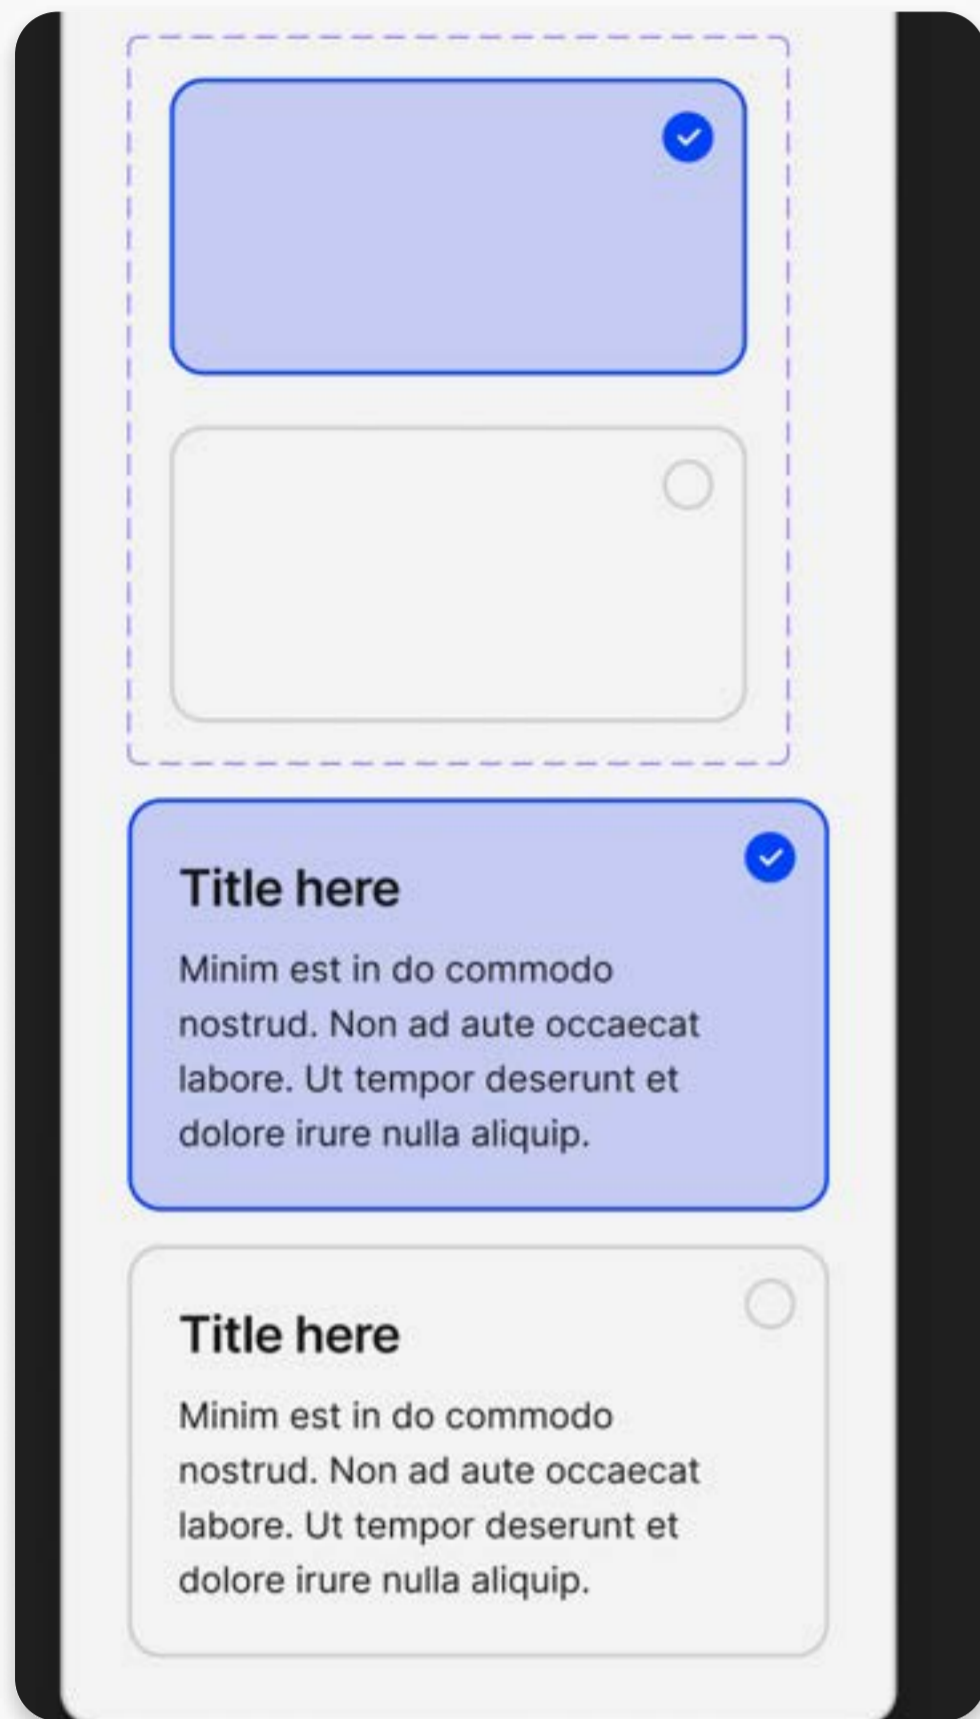 Title here
Minim est in do commodo
nostrud. Non ad aute occaecat
labore. Ut tempor deserunt et
dolore irure nulla aliquip.
Title here
Minim est in do commodo
nostrud. Non ad aute occaecat
labore. Ut tempor deserunt et
dolore irure nulla aliquip.